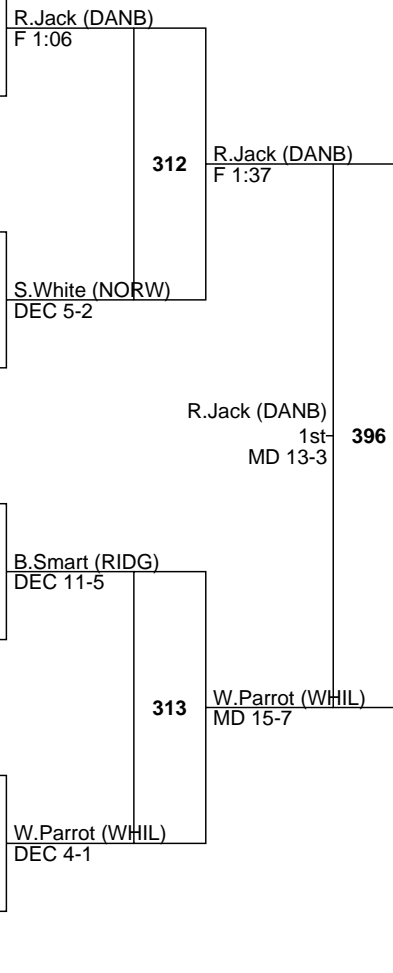 R.Jack (DANB)
F 1:06
312
R.Jack (DANB)
F 1:37
S.White (NORW)
DEC 5-2
R.Jack (DANB)
1st
396
MD 13-3
B.Smart (RIDG)
DEC 11-5
313
W.Parrot (WHIL)
MD 15-7
W.Parrot (WHIL)
DEC 4-1